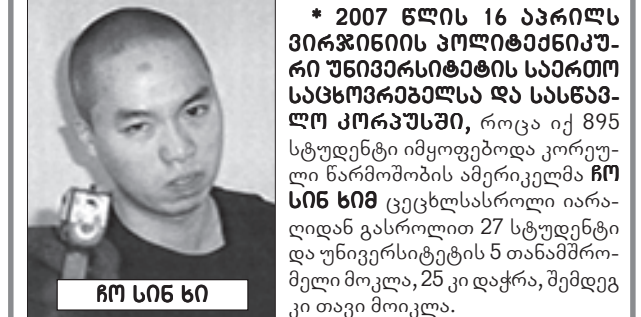 * 2007 წლის 16 აპრილს
ვირჯინიის პოლიტექნიკუ-
რი უნივერსიტეტის საერთო
საცხოვრებელსა და სასწავ-
ლო კორპუსში, როცა იქ 895
სტუდენტი იმყოფებოდა კორეუ-
ლი წარმოშობის ამერიკელმა ჩო
სინ ხიმ ცეცხლსასროლი იარა-
ღიდან გასროლით 27 სტუდენტი
და უნივერსიტეტის 5 თანამშრო-
მელი მოკლა, 25 კი დაჭრა, შემდეგ
კი თავი მოიკლა.
ჩო სინ ხი